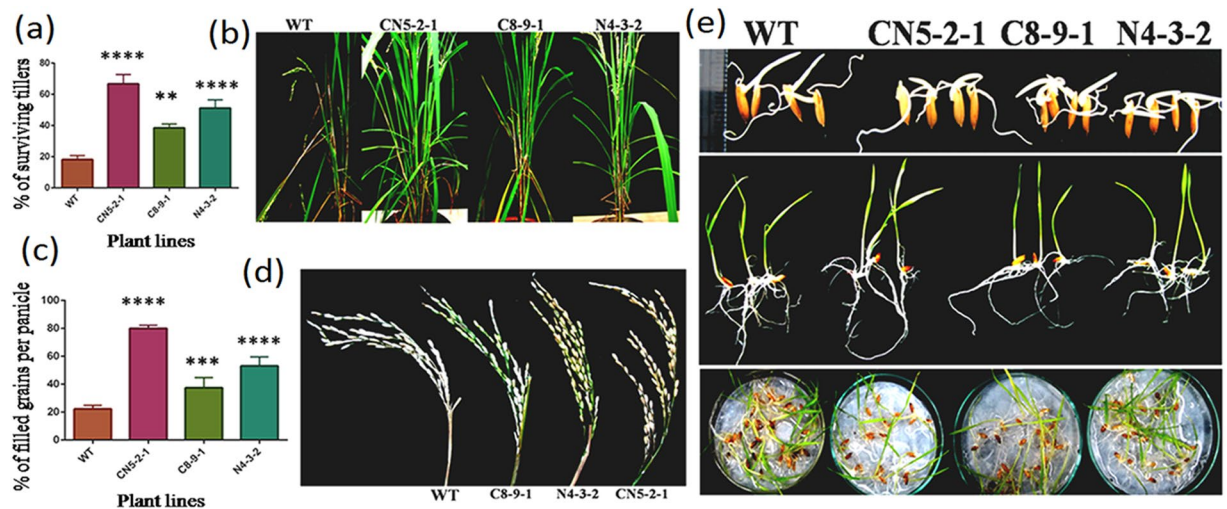 (a)
% of surviving tillers
80
60
40
20
0
****
**
****
WT
CN5-2-1
C8-9-1
N4-3-2
Plant lines
(b)
WT CN5-2-1 C8-9-1 N4-3-2
(c)
% of filled grains per panicle
100
80
60
40
20
0
****
***
****
WT
CN5-2-1
C8-9-1
N4-3-2
Plant lines
(d)
WT C8-9-1 N4-3-2 CN5-2-1
(e)
WT CN5-2-1 C8-9-1 N4-3-2